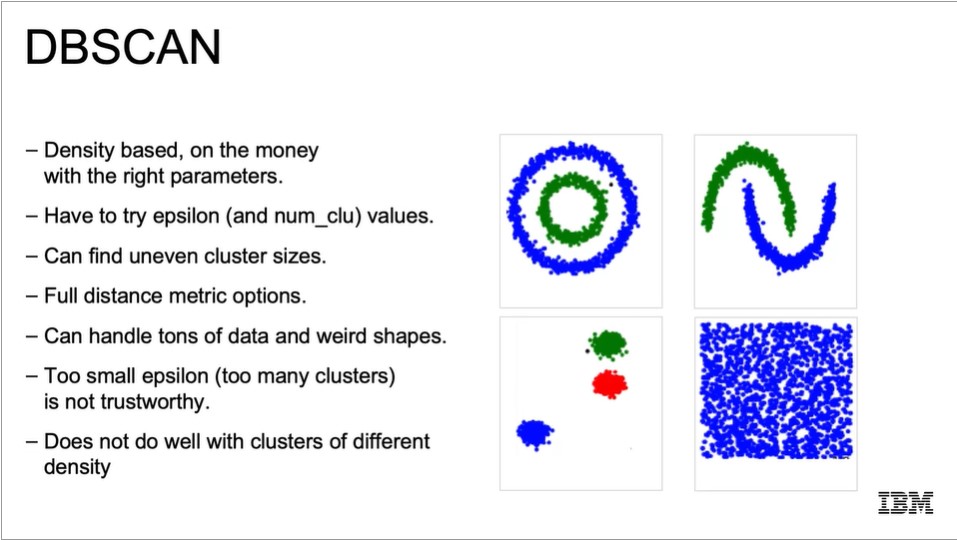 DBSCAN
– Density based, on the money
with the right parameters.
– Have to try epsilon (and num_clu) values.
– Can find uneven cluster sizes.
– Full distance metric options.
– Can handle tons of data and weird shapes.
– Too small epsilon (too many clusters)
is not trustworthy.
– Does not do well with clusters of different
density
IBM